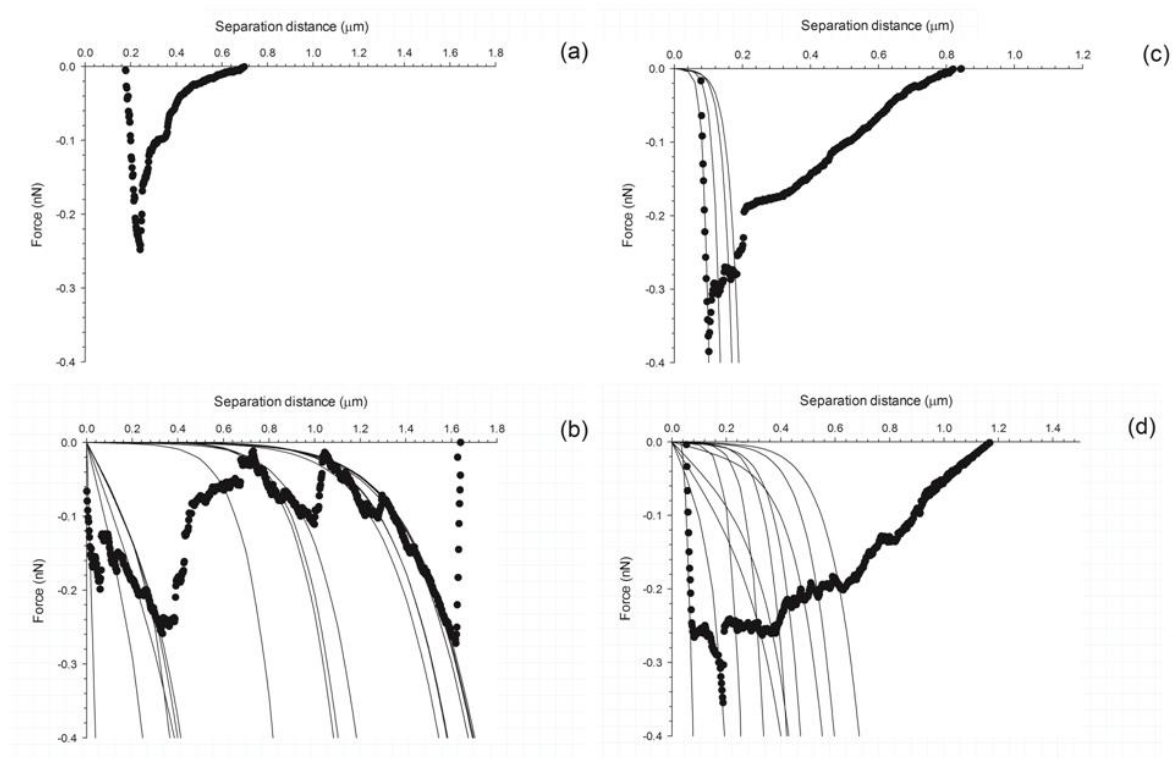 Separation distance (μm)
0.0 0.2 0.4 0.6 0.8 1.0 1.2 1.4 1.6 1.8
(a)
0.0
-0.1
-0.2
-0.3
-0.4
Force (nN)
Separation distance (μm)
0.0 0.2 0.4 0.6 0.8 1.0 1.2
(c)
0.0
-0.1
-0.2
-0.3
-0.4
Force (nN)
Separation distance (μm)
0.0 0.2 0.4 0.6 0.8 1.0 1.2 1.4 1.6 1.8
(b)
0.0
-0.1
-0.2
-0.3
-0.4
Force (nN)
Separation distance (μm)
0.0 0.2 0.4 0.6 0.8 1.0 1.2 1.4
(d)
0.0
-0.1
-0.2
-0.3
-0.4
Force (nN)